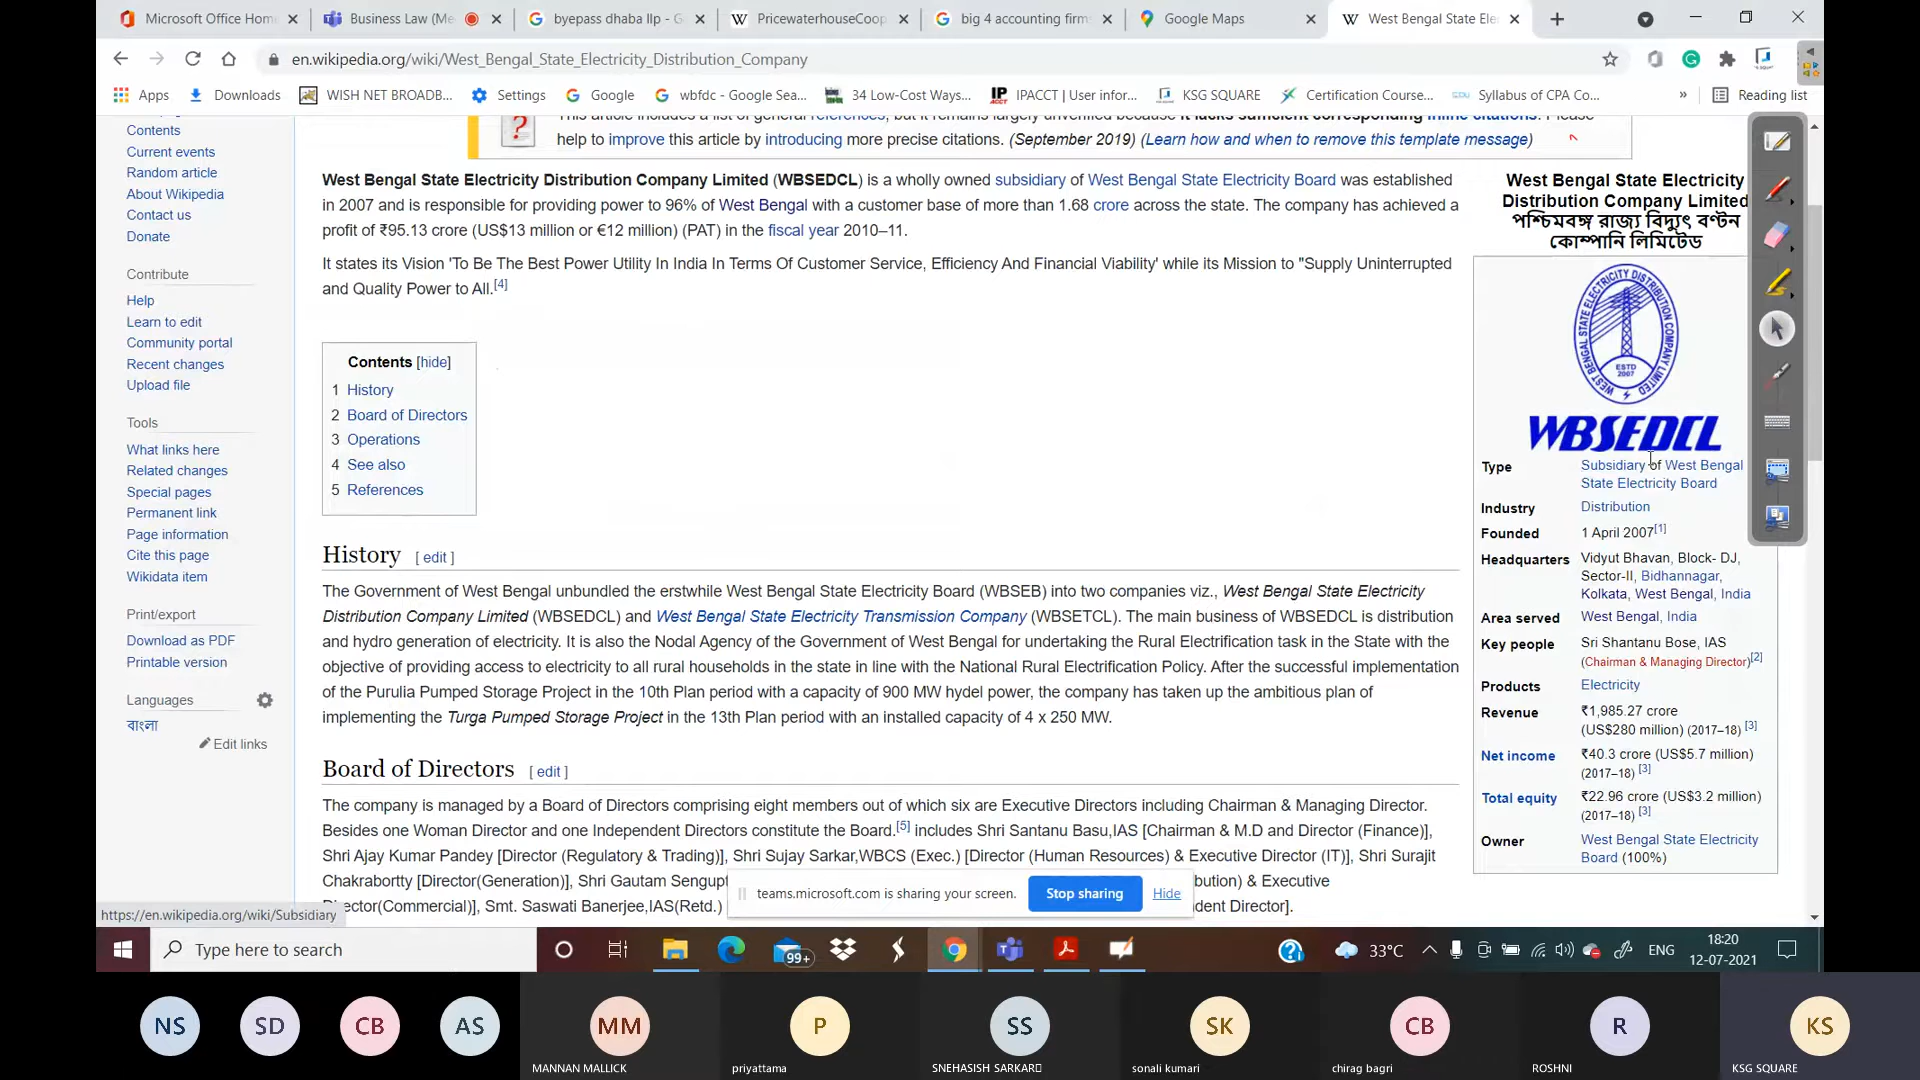 Microsoft Office Hom
Business Law (Me
byepass dhaba llp - G
PricewaterhouseCoop
big 4 accounting firm
Google Maps
West Bengal State Ele
en.wikipedia.org/wiki/West_Bengal_State_Electricity_Distribution_Company
Apps
Downloads
WISH NET BROADB...
Settings
Google
wbfdc - Google Sea...
34 Low-Cost Ways...
IPACCT | User infor...
KSG SQUARE
Certification Course...
Syllabus of CPA Co...
»
Reading list
Contents
Current events
Random article
About Wikipedia
Contact us
Donate
Contribute
Help
Learn to edit
Community portal
Recent changes
Upload file
Tools
What links here
Related changes
Special pages
Permanent link
Page information
Cite this page
Wikidata item
Print/export
Download as PDF
Printable version
Languages
বাংলা
Edit links
https://en.wikipedia.org/wiki/Subsidiary
This article includes a list of general references, but it remains largely unverified because it lacks sufficient corresponding inline citations. Please
help to improve this article by introducing more precise citations. (September 2019) (Learn how and when to remove this template message)
West Bengal State Electricity Distribution Company Limited (WBSEDCL) is a wholly owned subsidiary of West Bengal State Electricity Board was established
in 2007 and is responsible for providing power to 96% of West Bengal with a customer base of more than 1.68 crore across the state. The company has achieved a
profit of ₹95.13 crore (US$13 million or €12 million) (PAT) in the fiscal year 2010–11.
It states its Vision 'To Be The Best Power Utility In India In Terms Of Customer Service, Efficiency And Financial Viability' while its Mission to "Supply Uninterrupted
and Quality Power to All.[4]
Contents [hide]
1 History
2 Board of Directors
3 Operations
4 See also
5 References
History [ edit ]
The Government of West Bengal unbundled the erstwhile West Bengal State Electricity Board (WBSEB) into two companies viz., West Bengal State Electricity
Distribution Company Limited (WBSEDCL) and West Bengal State Electricity Transmission Company (WBSETCL). The main business of WBSEDCL is distribution
and hydro generation of electricity. It is also the Nodal Agency of the Government of West Bengal for undertaking the Rural Electrification task in the State with the
objective of providing access to electricity to all rural households in the state in line with the National Rural Electrification Policy. After the successful implementation
of the Purulia Pumped Storage Project in the 10th Plan period with a capacity of 900 MW hydel power, the company has taken up the ambitious plan of
implementing the Turga Pumped Storage Project in the 13th Plan period with an installed capacity of 4 x 250 MW.
Board of Directors [ edit ]
The company is managed by a Board of Directors comprising eight members out of which six are Executive Directors including Chairman & Managing Director.
Besides one Woman Director and one Independent Directors constitute the Board.[5] includes Shri Santanu Basu,IAS [Chairman & M.D and Director (Finance)],
Shri Ajay Kumar Pandey [Director (Regulatory & Trading)], Shri Sujay Sarkar,WBCS (Exec.) [Director (Human Resources) & Executive Director (IT)], Shri Surajit
Chakrabortty [Director(Generation)], Shri Gautam Sengupt bution) & Executive
Director(Commercial)], Smt. Saswati Banerjee,IAS(Retd.) dent Director].
West Bengal State Electricity
Distribution Company Limited
পশ্চিমবঙ্গ রাজ্য বিদ্যুৎ বণ্টন
কোম্পানি লিমিটেড
WEST BENGAL STATE ELECTRICITY DISTRIBUTION COMPANY LIMITED
ESTD
2007
WBSEDCL
Type Subsidiary of West Bengal
State Electricity Board
Industry Distribution
Founded 1 April 2007[1]
Headquarters Vidyut Bhavan, Block- DJ,
Sector-II, Bidhannagar,
Kolkata, West Bengal, India
Area served West Bengal, India
Key people Sri Shantanu Bose, IAS
(Chairman & Managing Director)[2]
Products Electricity
Revenue ₹1,985.27 crore
(US$280 million) (2017–18) [3]
Net income ₹40.3 crore (US$5.7 million)
(2017–18) [3]
Total equity ₹22.96 crore (US$3.2 million)
(2017–18) [3]
Owner West Bengal State Electricity
Board (100%)
teams.microsoft.com is sharing your screen. Stop sharing Hide
Type here to search
99+
33°C
ENG
18:20
12-07-2021
NS
SD
CB
AS
MM
P
SS
SK
CB
R
KS
MANNAN MALLICK
priyattama
SNEHASISH SARKAR
sonali kumari
chirag bagri
ROSHNI
KSG SQUARE